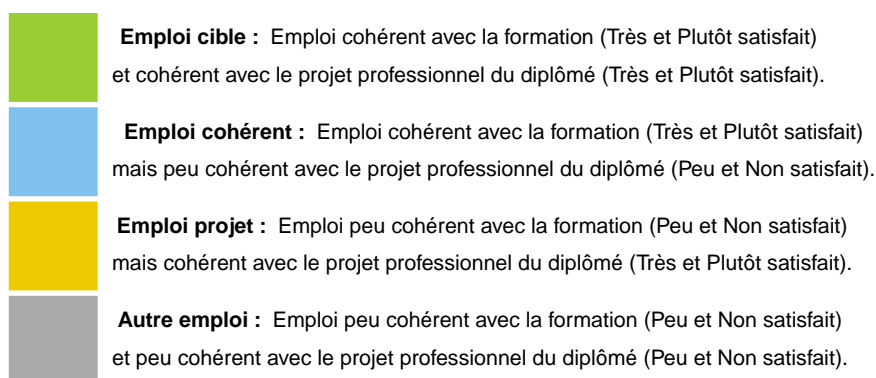 Emploi cible : Emploi cohérent avec la formation (Très et Plutôt satisfait)
et cohérent avec le projet professionnel du diplômé (Très et Plutôt satisfait).
Emploi cohérent : Emploi cohérent avec la formation (Très et Plutôt satisfait)
mais peu cohérent avec le projet professionnel du diplômé (Peu et Non satisfait).
Emploi projet : Emploi peu cohérent avec la formation (Peu et Non satisfait)
mais cohérent avec le projet professionnel du diplômé (Très et Plutôt satisfait).
Autre emploi : Emploi peu cohérent avec la formation (Peu et Non satisfait)
et peu cohérent avec le projet professionnel du diplômé (Peu et Non satisfait).